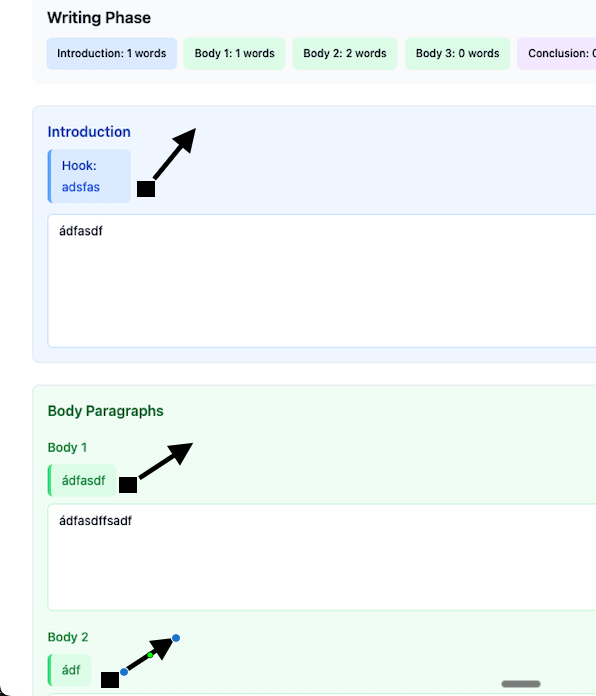 Writing Phase
Introduction: 1 words Body 1: 1 words Body 2: 2 words Body 3: 0 words Conclusion: 0
Introduction
Hook:
adsfas
ádfasdf
Body Paragraphs
Body 1
ádfasdf
ádfasdffsadf
Body 2
ádf